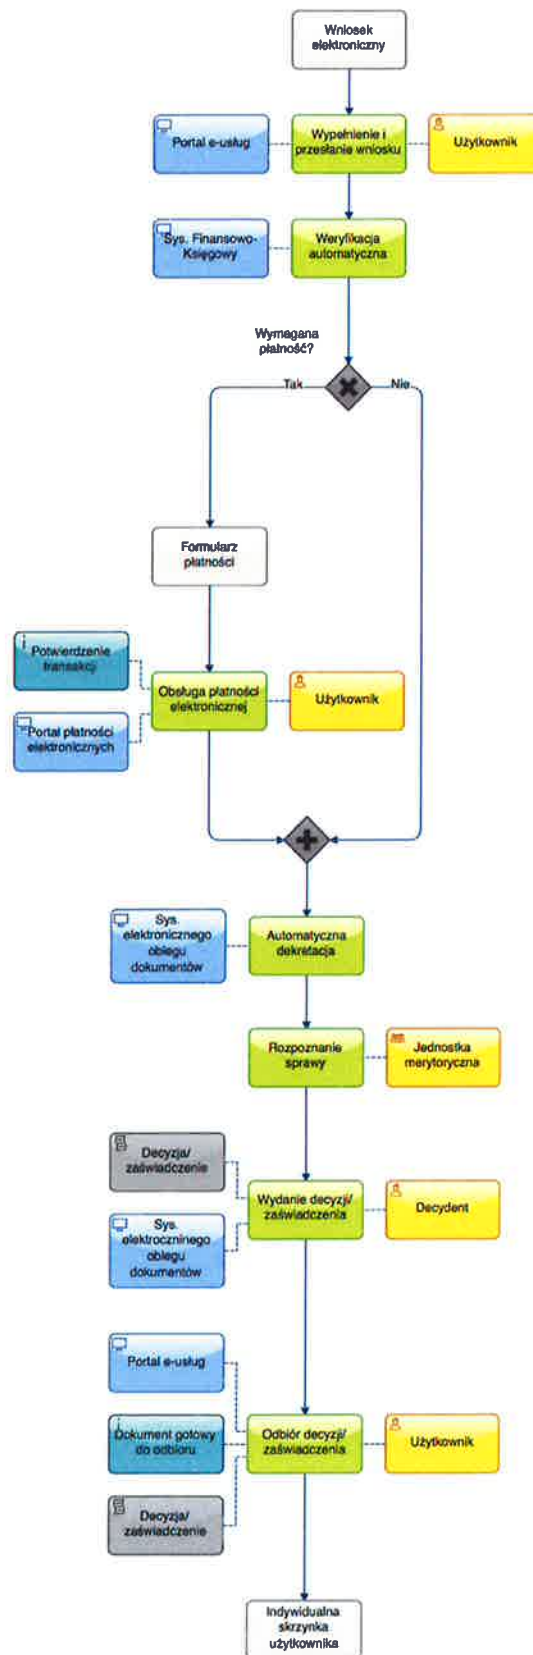 Wniosek
elektroniczny
Portal e-usług
Wypełnienie i
przesłanie wniosku
Użytkownik
Sys. Finansowo-
Księgowy
Weryfikacja
automatyczna
Wymagana
płatność?
Tak
Nie
Formularz
płatności
Potwierdzenie
transakcji
Portal płatności
elektronicznych
Obsługa płatności
elektronicznej
Użytkownik
Sys.
elektronicznego
obiegu
dokumentów
Automatyczna
dekretacja
Rozpoznanie
sprawy
Jednostka
merytoryczna
Decyzja/
zaświadczenie
Wydanie decyzji/
zaświadczenia
Decydent
Sys.
elektroczninego
obiegu
dokumentów
Portal e-usług
Dokument gotowy
do odbioru
Odbiór decyzji/
zaświadczenia
Użytkownik
Decyzja/
zaświadczenie
Indywidualna
skrzynka
użytkownika